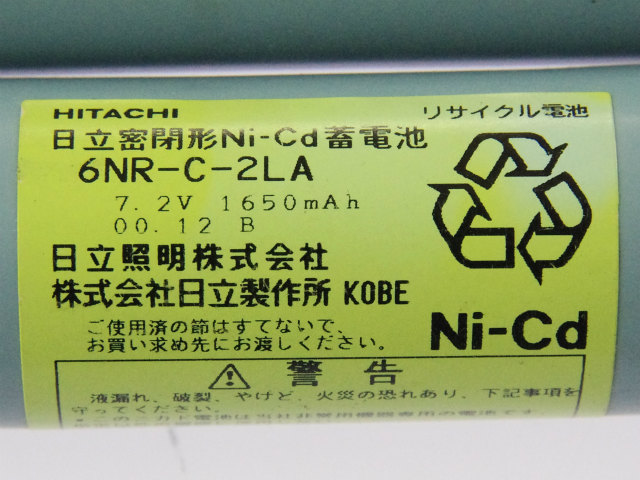 HITACHI
リサイクル電池
日立密閉形Ni-Cd蓄電池
6NR-C-2LA
7.2V 1650mAh
00.12 B
日立照明株式会社
株式会社日立製作所 KOBE
ご使用済の節はすてないで、
お買い求め先にお渡しください。
Ni-Cd
警告
液漏れ、破裂、やけど、火災の恐れあり、下記事項を
守ってください。